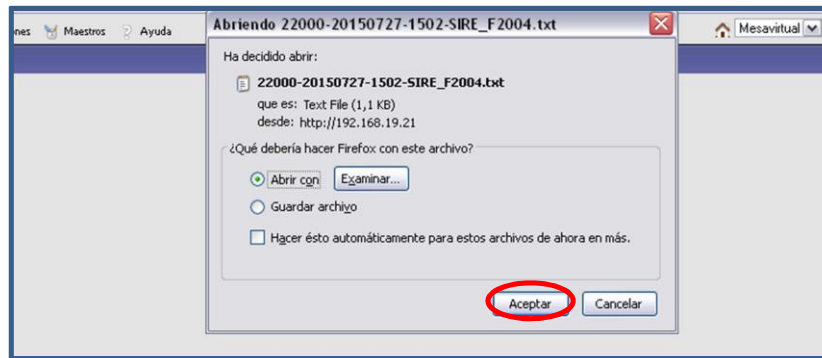 Abriendo 22000-20150727-1502-SIRE_F2004.txt
nes Maestros Ayuda
Mesavirtual
Ha decidido abrir:
22000-20150727-1502-SIRE_F2004.txt
que es: Text File (1,1 KB)
desde: http://192.168.19.21
¿Qué debería hacer Firefox con este archivo?
Abrir con Examinar...
Guardar archivo
Hacer ésto automáticamente para estos archivos de ahora en más.
Aceptar Cancelar